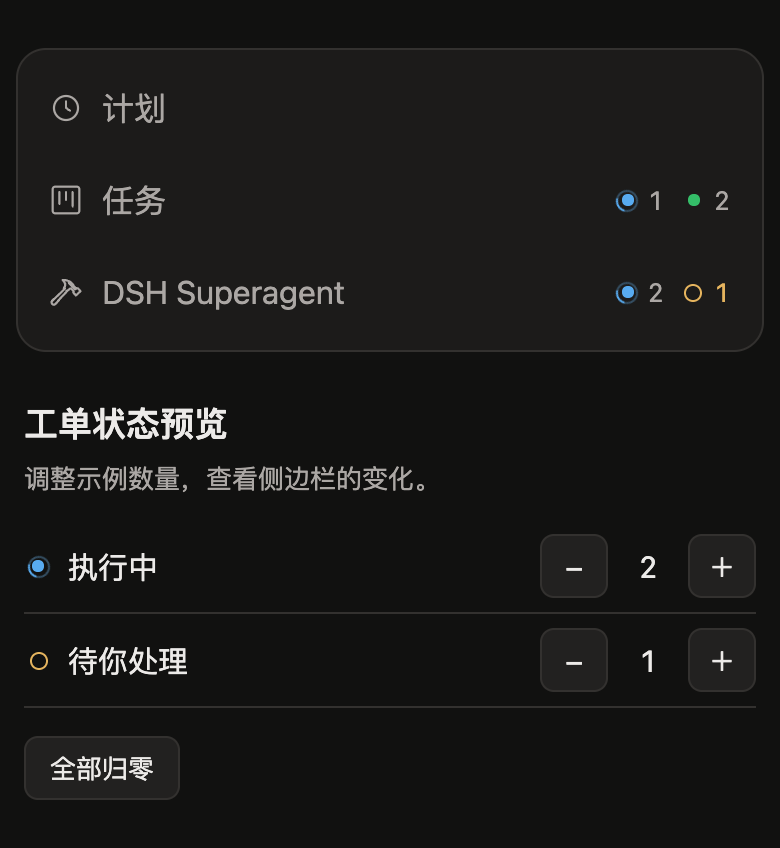 计划
任务 1 2
DSH Superagent 2 1
工单状态预览
调整示例数量，查看侧边栏的变化。
执行中 − 2 +
待你处理 − 1 +
全部归零